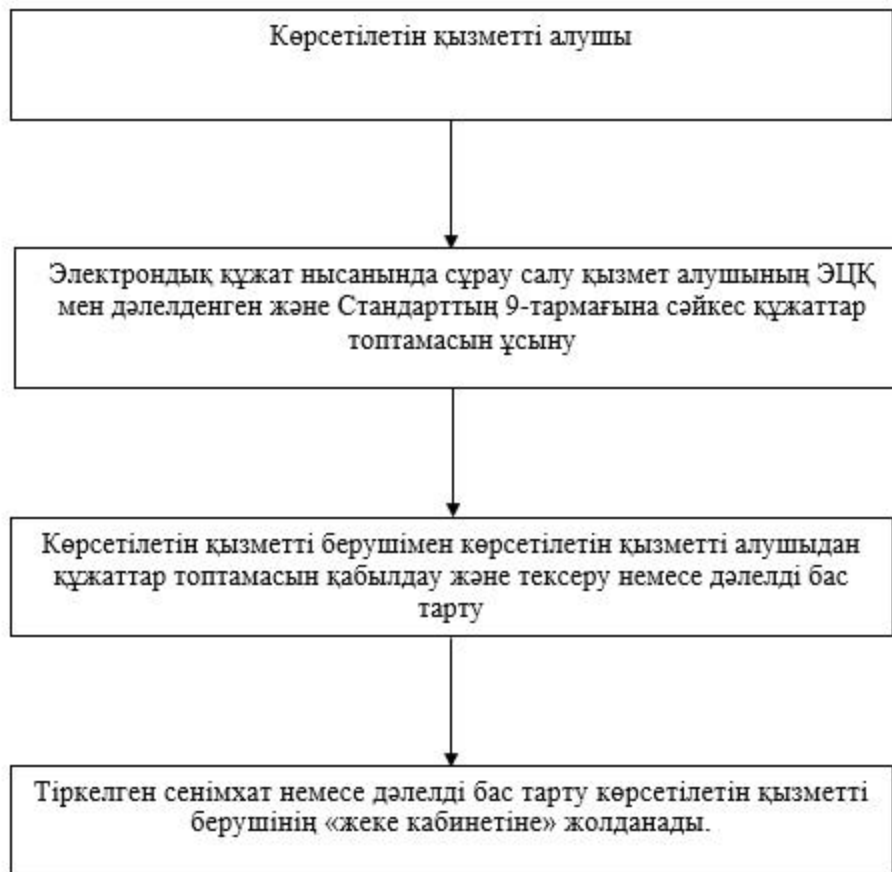 Көрсетілетін қызметті алушы
Электрондық құжат нысанында сұрау салу қызмет алушының ЭЦҚ
мен дәлелденген және Стандарттың 9-тармағына сәйкес құжаттар
топтамасын ұсыну
Көрсетілетін қызметті берушімен көрсетілетін қызметті алушыдан
құжаттар топтамасын қабылдау және тексеру немесе дәлелді бас
тарту
Тіркелген сенімхат немесе дәлелді бас тарту көрсетілетін қызметті
берушінің «жеке кабинетіне» жолданады.